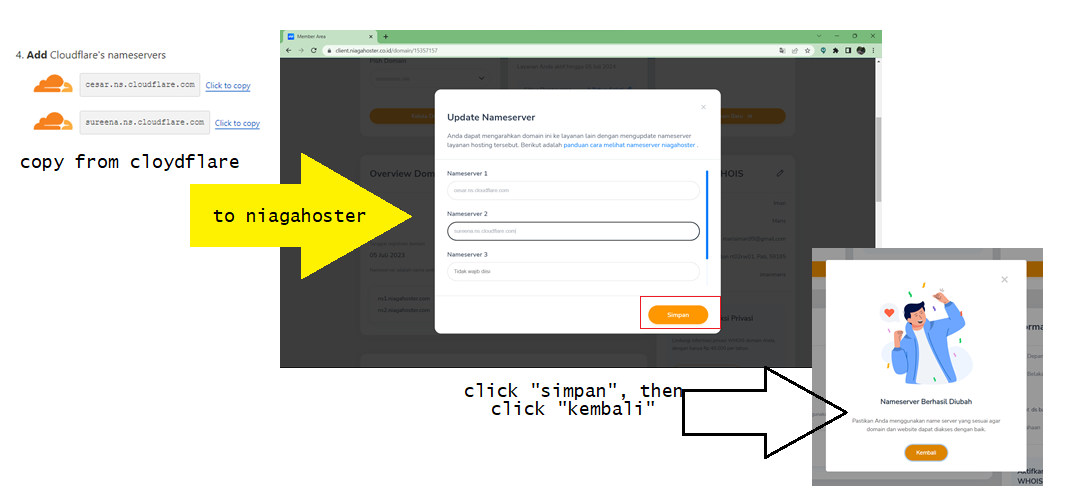 4. Add Cloudflare's nameservers
cesar.ns.cloudflare.com Click to copy
sureena.ns.cloudflare.com Click to copy
copy from cloydflare
to niagahoster
Member Area
client.niagahoster.co.id/domain/15357157
Update Nameserver
Anda dapat mengarahkan domain ini ke layanan lain dengan mengupdate nameserver
layanan hosting tersebut. Berikut adalah panduan cara melihat nameserver niagahoster .
Overview Dom
WHOIS
Nameserver 1
cesar.ns.cloudflare.com
Nameserver 2
sureena.ns.cloudflare.com
Nameserver 3
Tidak wajib diisi
05 Juli 2023
ns1.niagahoster.com
ns2.niagahoster.com
Simpan
si Privasi
click "simpan", then
click "kembali"
Nameserver Berhasil Diubah
Pastikan Anda menggunakan name server yang sesuai agar
domain dan website dapat diakses dengan baik.
Kembali
Aktifkan
WHOIS